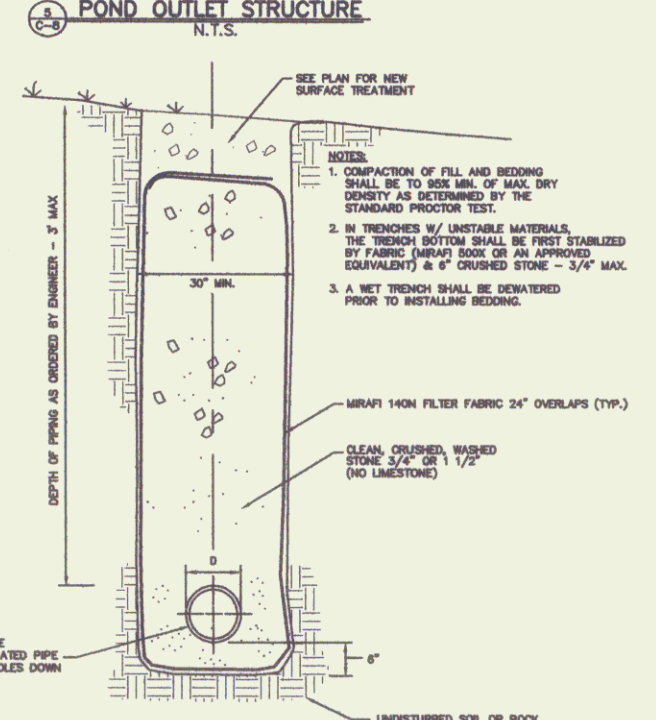 5
C-8
POND OUTLET STRUCTURE
N.T.S.
SEE PLAN FOR NEW
SURFACE TREATMENT
NOTES:
1. COMPACTION OF FILL AND BEDDING
SHALL BE TO 95% MIN. OF MAX. DRY
DENSITY AS DETERMINED BY THE
STANDARD PROCTOR TEST.
2. IN TRENCHES W/ UNSTABLE MATERIALS,
THE TRENCH BOTTOM SHALL BE FIRST STABILIZED
BY FABRIC (MIRAFI 500X OR AN APPROVED
EQUIVALENT) & 6" CRUSHED STONE - 3/4" MAX.
3. A WET TRENCH SHALL BE DEWATERED
PRIOR TO INSTALLING BEDDING.
DEPTH OF PIPING AS ORDERED BY ENGINEER - 3' MAX
30" MIN.
MIRAFI 140N FILTER FABRIC 24" OVERLAPS (TYP.)
CLEAN, CRUSHED, WASHED
STONE 3/4" OR 1 1/2"
(NO LIMESTONE)
D
ATED PIPE
OLES DOWN
6"
UNDISTURBED SOIL OR ROCK